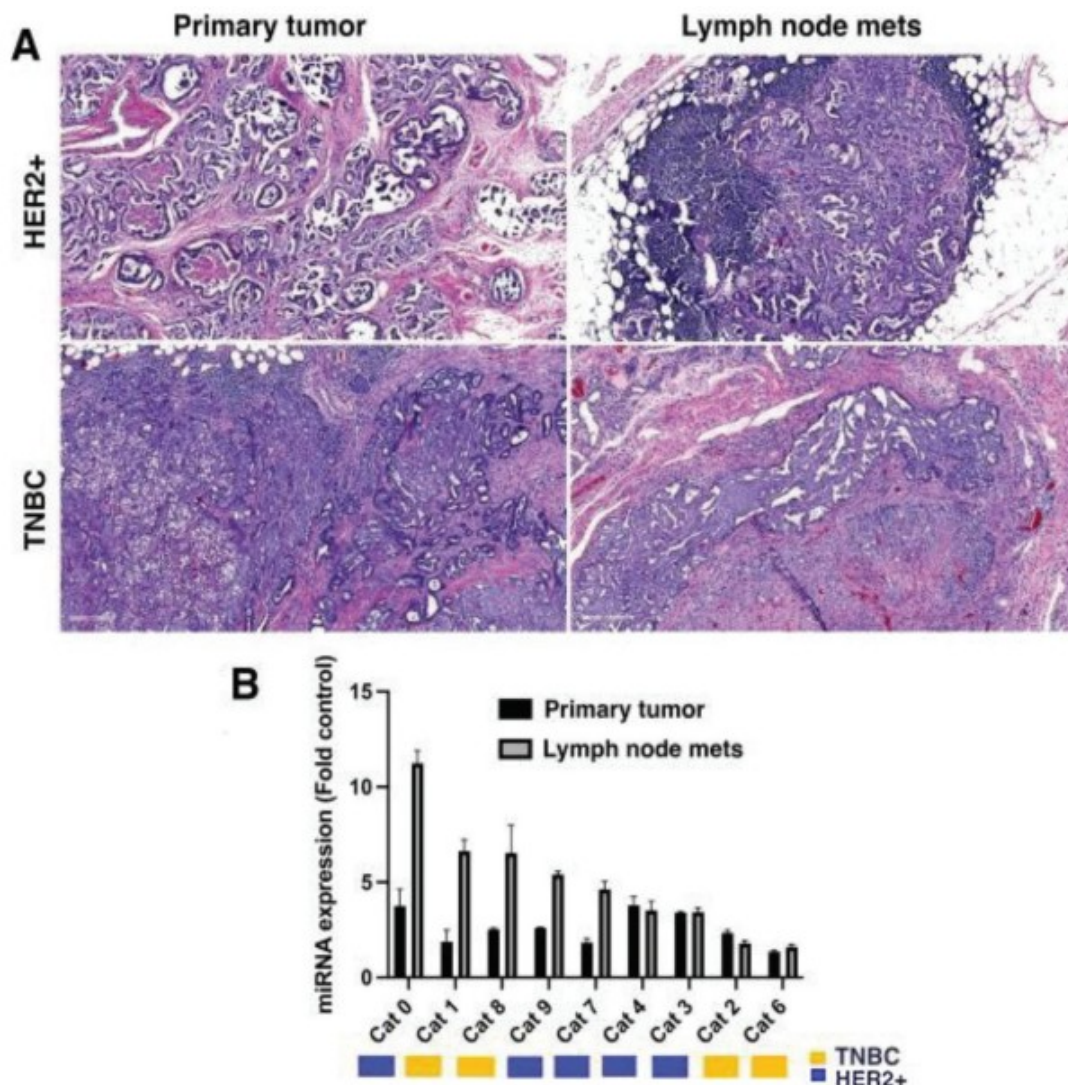 Primary tumor
Lymph node mets
A
HER2+
TNBC
B
miRNA expression (Fold control)
15
10
5
0
Primary tumor
Lymph node mets
Cat 0
Cat 1
Cat 8
Cat 9
Cat 7
Cat 4
Cat 3
Cat 2
Cat 6
TNBC
HER2+